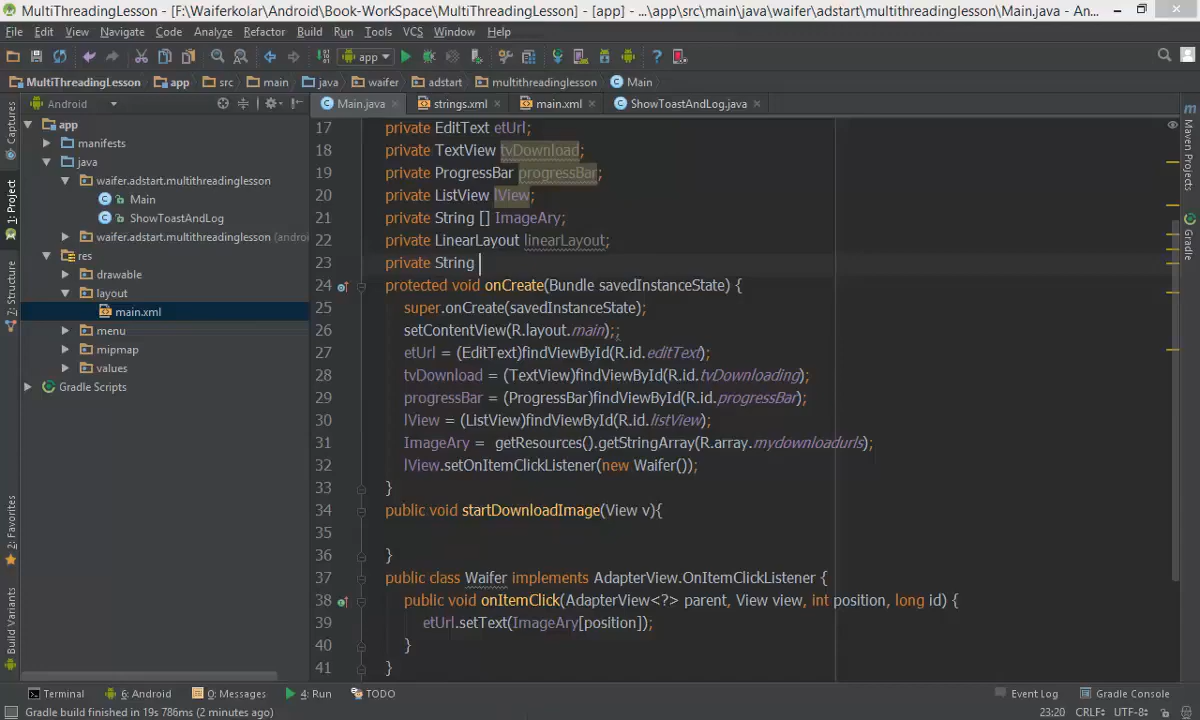 MultiThreadingLesson - [F:\Waiferkolar\Android\Book-WorkSpace\MultiThreadingLesson] - [app] - ...\app\src\main\java\waifer\adstart\multithreadinglesson\Main.java - An...
File Edit View Navigate Code Analyze Refactor Build Run Tools VCS Window Help
app
MultiThreadingLesson app src main java waifer adstart multithreadinglesson Main
Android
Main.java strings.xml main.xml ShowToastAndLog.java
Captures
1: Project
2: Structure
2: Favorites
Build Variants
Maven Projects
Gradle
app
manifests
java
waifer.adstart.multithreadinglesson
Main
ShowToastAndLog
waifer.adstart.multithreadinglesson (andro
res
drawable
layout
main.xml
menu
mipmap
values
Gradle Scripts
17 private EditText etUrl;
18 private TextView tvDownload;
19 private ProgressBar progressBar;
20 private ListView lView;
21 private String [] ImageAry;
22 private LinearLayout linearLayout;
23 private String
24 protected void onCreate(Bundle savedInstanceState) {
25 super.onCreate(savedInstanceState);
26 setContentView(R.layout.main);;
27 etUrl = (EditText)findViewById(R.id.editText);
28 tvDownload = (TextView)findViewById(R.id.tvDownloading);
29 progressBar = (ProgressBar)findViewById(R.id.progressBar);
30 lView = (ListView)findViewById(R.id.listView);
31 ImageAry = getResources().getStringArray(R.array.mydownloadurls);
32 lView.setOnItemClickListener(new Waifer());
33 }
34 public void startDownloadImage(View v){
35
36 }
37 public class Waifer implements AdapterView.OnItemClickListener {
38 public void onItemClick(AdapterView<?> parent, View view, int position, long id) {
39 etUrl.setText(ImageAry[position]);
40 }
41 }
Terminal 6: Android 0: Messages 4: Run TODO Event Log Gradle Console
Gradle build finished in 19s 786ms (2 minutes ago) 23:20 CRLF÷ UTF-8÷